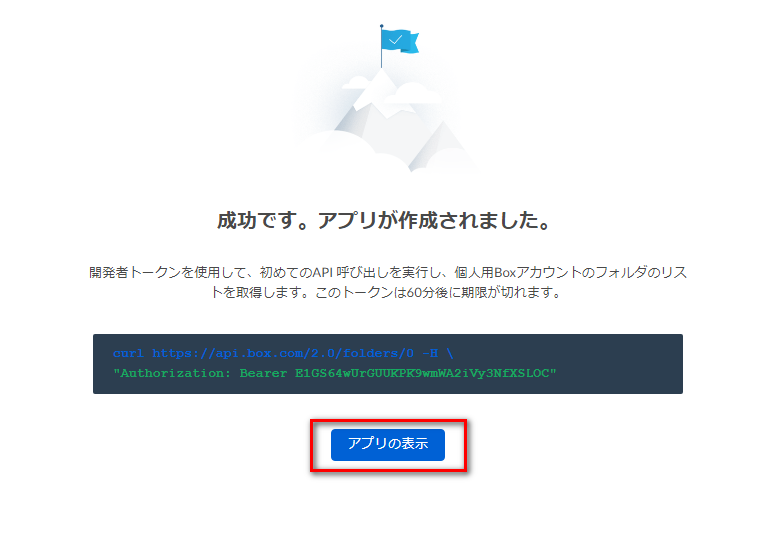 成功です。アプリが作成されました。
開発者トークンを使用して、初めてのAPI 呼び出しを実行し、個人用Boxアカウントのフォルダのリス
トを取得します。このトークンは60分後に期限が切れます。
curl https://api.box.com/2.0/folders/0 -H \
"Authorization: Bearer E1GS64wUrGUUKPK9wmWA2iVy3NfXSLOC"
アプリの表示